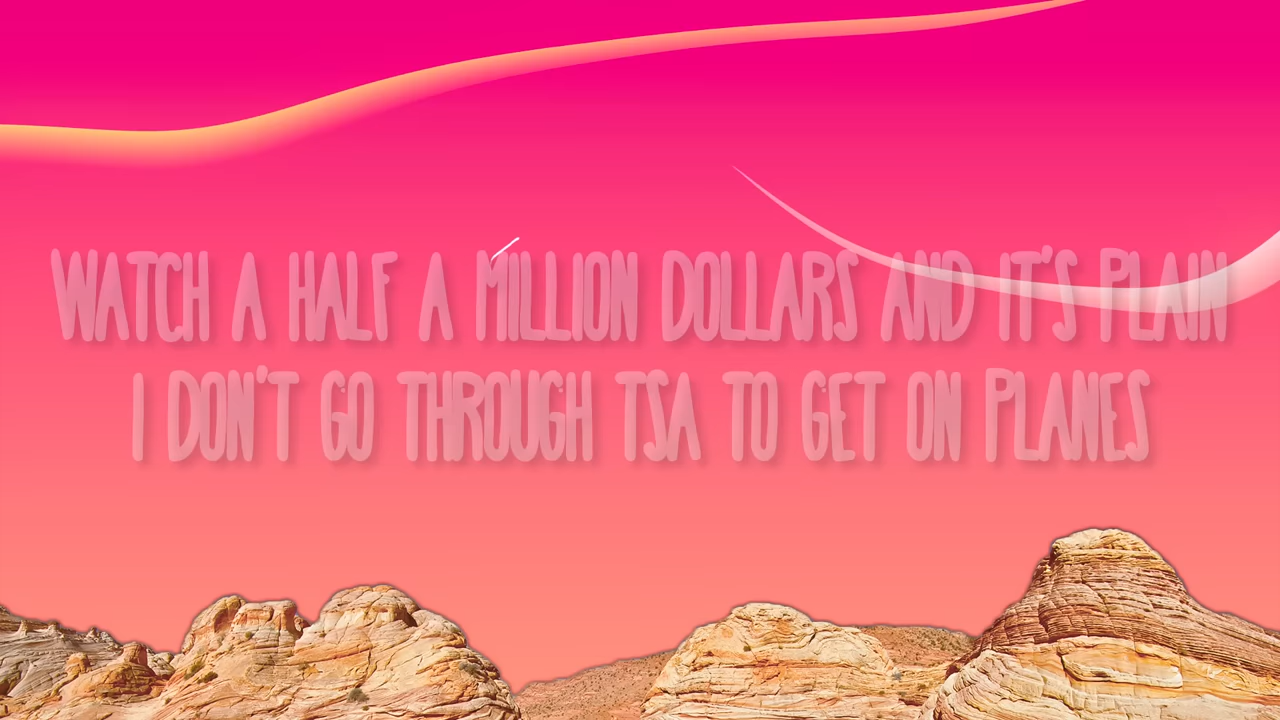 WATCH A HALF A MILLION DOLLARS AND IT'S PLAIN
I DON'T GO THROUGH TSA TO GET ON PLANES